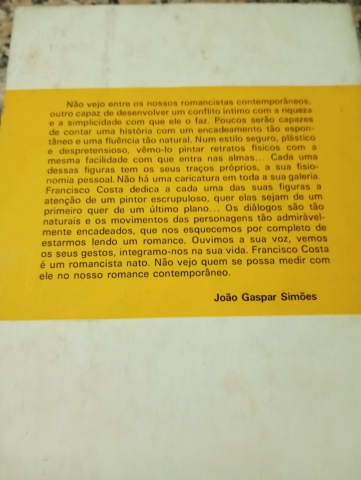 Não vejo entre os nossos romancistas contemporâneos,
outro capaz de desenvolver um conflito íntimo com a riqueza
e a simplicidade com que ele o faz. Poucos serão capazes
de contar uma história com um encadeamento tão espon-
tâneo e uma fluência tão natural. Num estilo seguro, plástico
e despretensioso, vêmo-lo pintar retratos físicos com a
mesma facilidade com que entra nas almas... Cada uma
dessas figuras tem os seus traços próprios, a sua fisio-
nomia pessoal. Não há uma caricatura em toda a sua galeria.
Francisco Costa dedica a cada uma das suas figuras a
atenção de um pintor escrupuloso, quer elas sejam de um
primeiro quer de um último plano... Os diálogos são tão
naturais e os movimentos das personagens tão admiràvel-
mente encadeados, que nos esquecemos por completo de
estarmos lendo um romance. Ouvimos a sua voz, vemos
os seus gestos, integramo-nos na sua vida. Francisco Costa
é um romancista nato. Não vejo quem se possa medir com
ele no nosso romance contemporâneo.
João Gaspar Simões